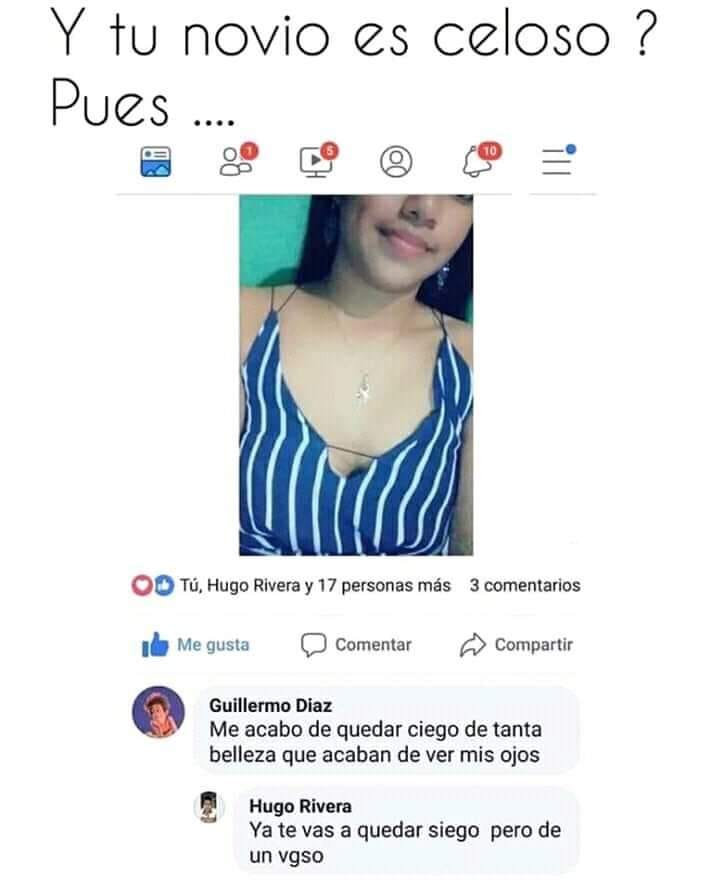 Y tu novio es celoso ?
Pues ....
1
5
10
Tú, Hugo Rivera y 17 personas más 3 comentarios
Me gusta Comentar Compartir
Guillermo Diaz
Me acabo de quedar ciego de tanta
belleza que acaban de ver mis ojos
Hugo Rivera
Ya te vas a quedar siego pero de
un vgso